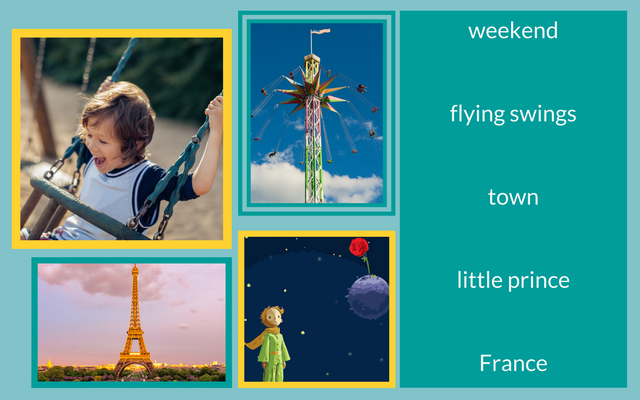 weekend
flying swings
town
little prince
France